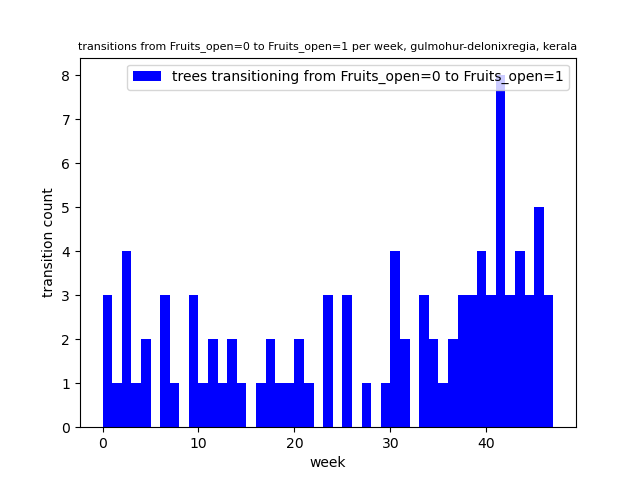 transitions from Fruits_open=0 to Fruits_open=1 per week, gulmohur-delonixregia, kerala
trees transitioning from Fruits_open=0 to Fruits_open=1
8
7
6
5
4
3
2
1
0
transition count
0 10 20 30 40
week